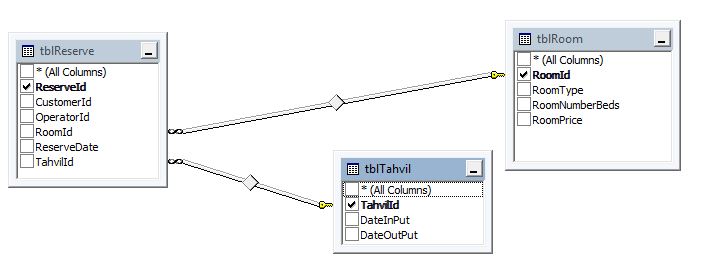 tblReserve
* (All Columns)
ReserveId
CustomerId
OperatorId
RoomId
ReserveDate
TahvilId
tblRoom
* (All Columns)
RoomId
RoomType
RoomNumberBeds
RoomPrice
tblTahvil
* (All Columns)
TahvilId
DateInPut
DateOutPut